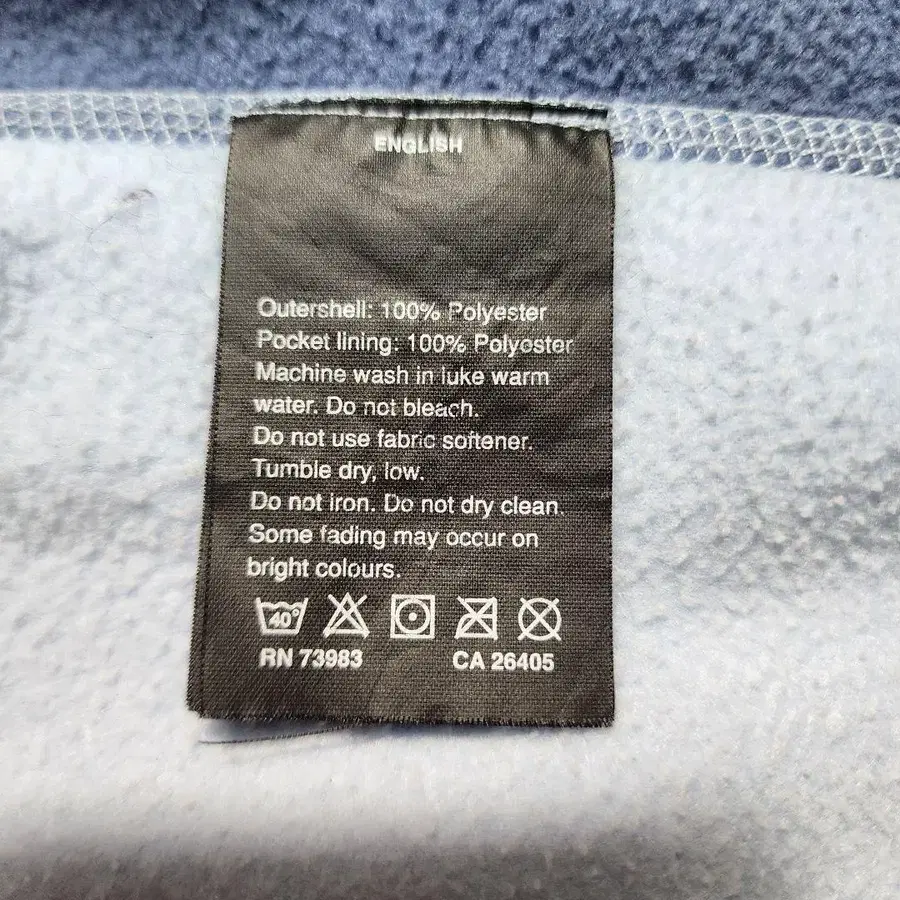 ENGLISH
Outershell: 100% Polyester
Pocket lining: 100% Polyester
Machine wash in luke warm
water. Do not bleach.
Do not use fabric softener.
Tumble dry, low.
Do not iron. Do not dry clean.
Some fading may occur on
bright colours.
40°
RN 73983 CA 26405